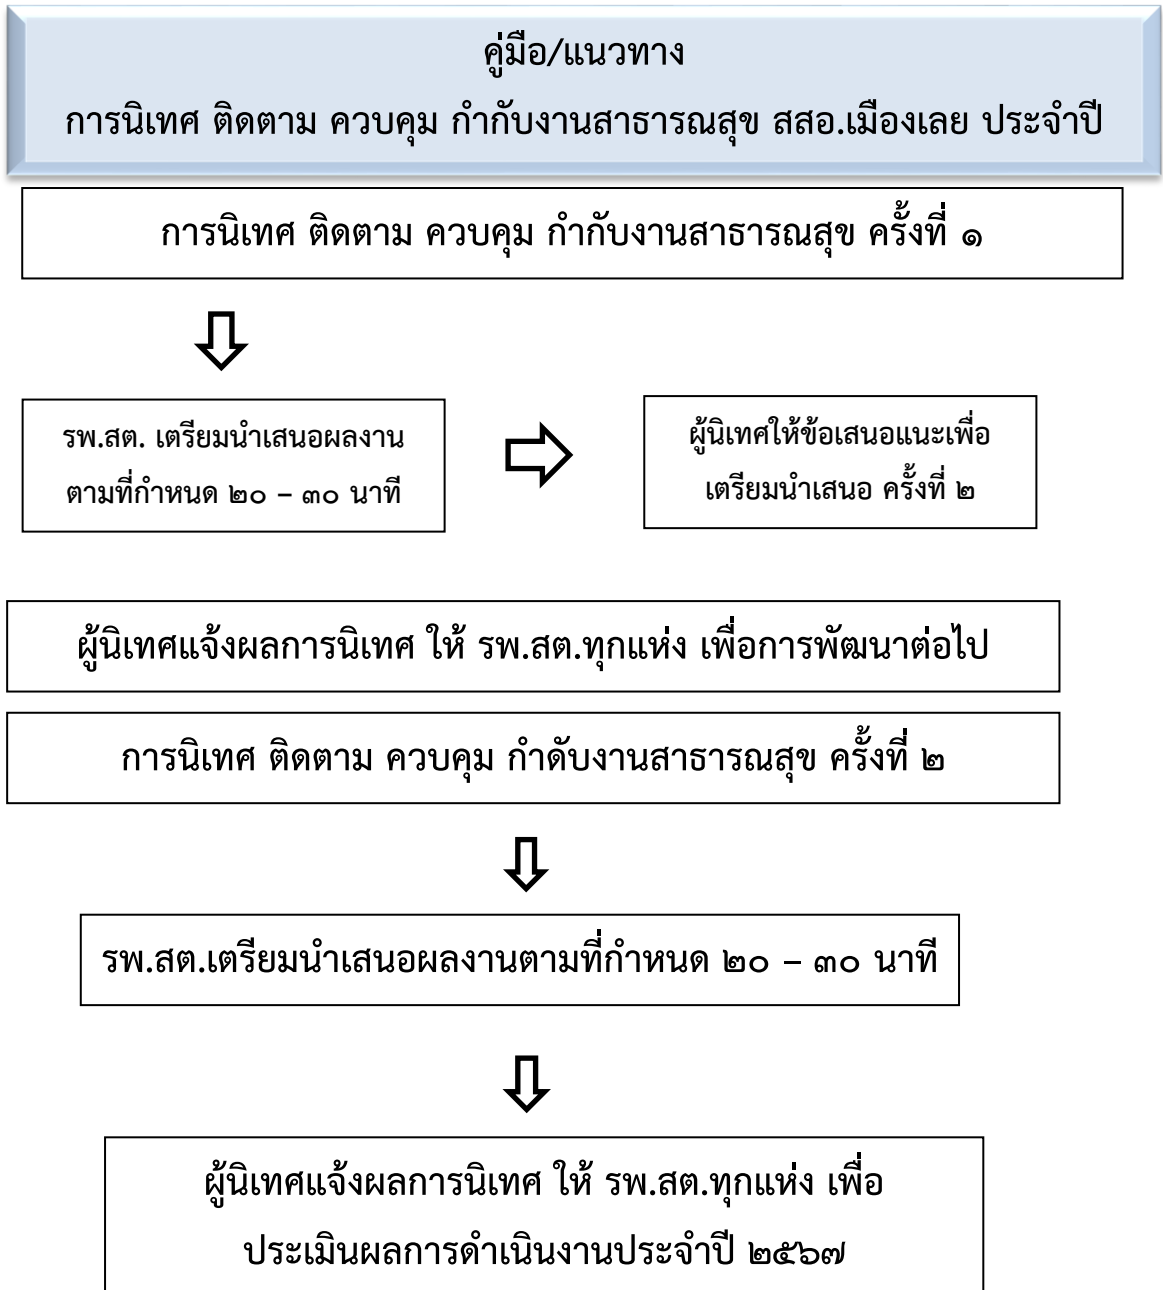 คู่มือ/แนวทาง
การนิเทศ ติดตาม ควบคุม กำกับงานสาธารณสุข สสอ.เมืองเลย ประจำปี
การนิเทศ ติดตาม ควบคุม กำกับงานสาธารณสุข ครั้งที่ ๑
รพ.สต. เตรียมนำเสนอผลงาน
ตามที่กำหนด ๒๐ – ๓๐ นาที
ผู้นิเทศให้ข้อเสนอแนะเพื่อ
เตรียมนำเสนอ ครั้งที่ ๒
ผู้นิเทศแจ้งผลการนิเทศ ให้ รพ.สต.ทุกแห่ง เพื่อการพัฒนาต่อไป
การนิเทศ ติดตาม ควบคุม กำดับงานสาธารณสุข ครั้งที่ ๒
รพ.สต.เตรียมนำเสนอผลงานตามที่กำหนด ๒๐ – ๓๐ นาที
ผู้นิเทศแจ้งผลการนิเทศ ให้ รพ.สต.ทุกแห่ง เพื่อ
ประเมินผลการดำเนินงานประจำปี ๒๕๖๗